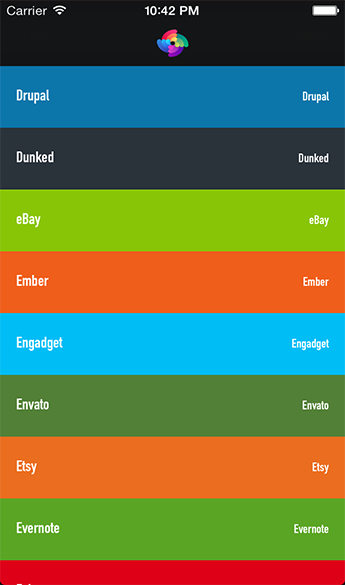 Carrier 10:42 PM
Drupal Drupal
Dunked Dunked
eBay eBay
Ember Ember
Engadget Engadget
Envato Envato
Etsy Etsy
Evernote Evernote